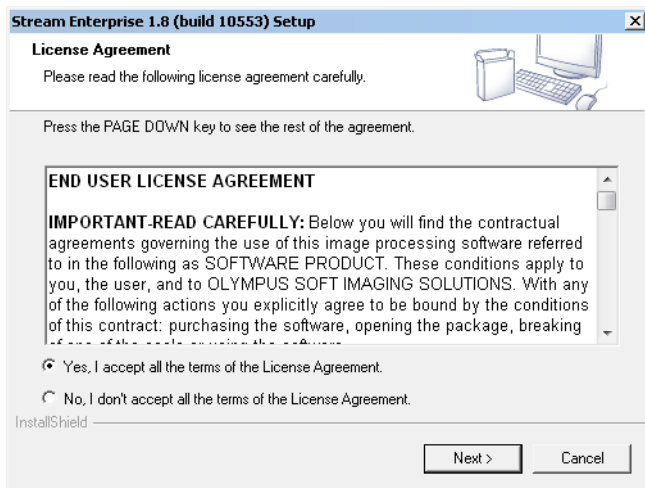 Stream Enterprise 1.8 (build 10553) Setup
License Agreement
Please read the following license agreement carefully.
Press the PAGE DOWN key to see the rest of the agreement.
END USER LICENSE AGREEMENT
IMPORTANT-READ CAREFULLY: Below you will find the contractual
agreements governing the use of this image processing software referred
to in the following as SOFTWARE PRODUCT. These conditions apply to
you, the user, and to OLYMPUS SOFT IMAGING SOLUTIONS. With any
of the following actions you explicitly agree to be bound by the conditions
of this contract: purchasing the software, opening the package, breaking
Yes, I accept all the terms of the License Agreement.
No, I don't accept all the terms of the License Agreement.
InstallShield
Next >
Cancel